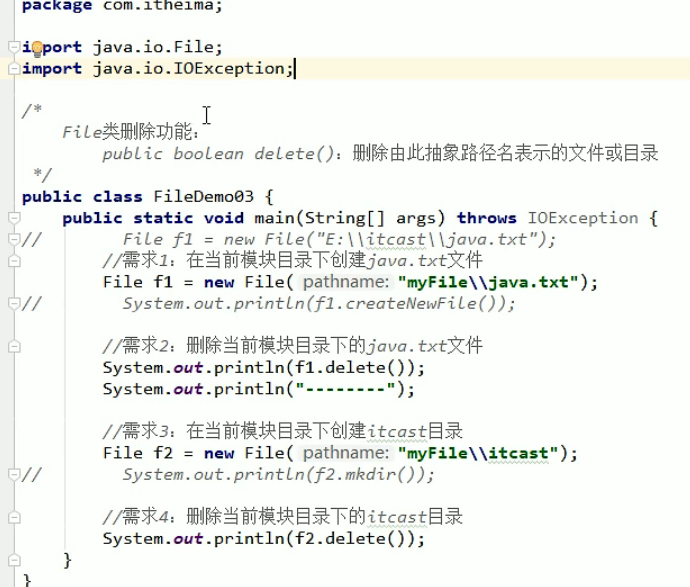 package com.itheima;
import java.io.File;
import java.io.IOException;
/*
File类删除功能：
public boolean delete()：删除由此抽象路径名表示的文件或目录
*/
public class FileDemo03 {
public static void main(String[] args) throws IOException {
// File f1 = new File("E:\\itcast\\java.txt");
//需求1：在当前模块目录下创建java.txt文件
File f1 = new File( pathname: "myFile\\java.txt");
// System.out.println(f1.createNewFile());
//需求2：删除当前模块目录下的java.txt文件
System.out.println(f1.delete());
System.out.println("--------");
//需求3：在当前模块目录下创建itcast目录
File f2 = new File( pathname: "myFile\\itcast");
// System.out.println(f2.mkdir());
//需求4：删除当前模块目录下的itcast目录
System.out.println(f2.delete());
}
}